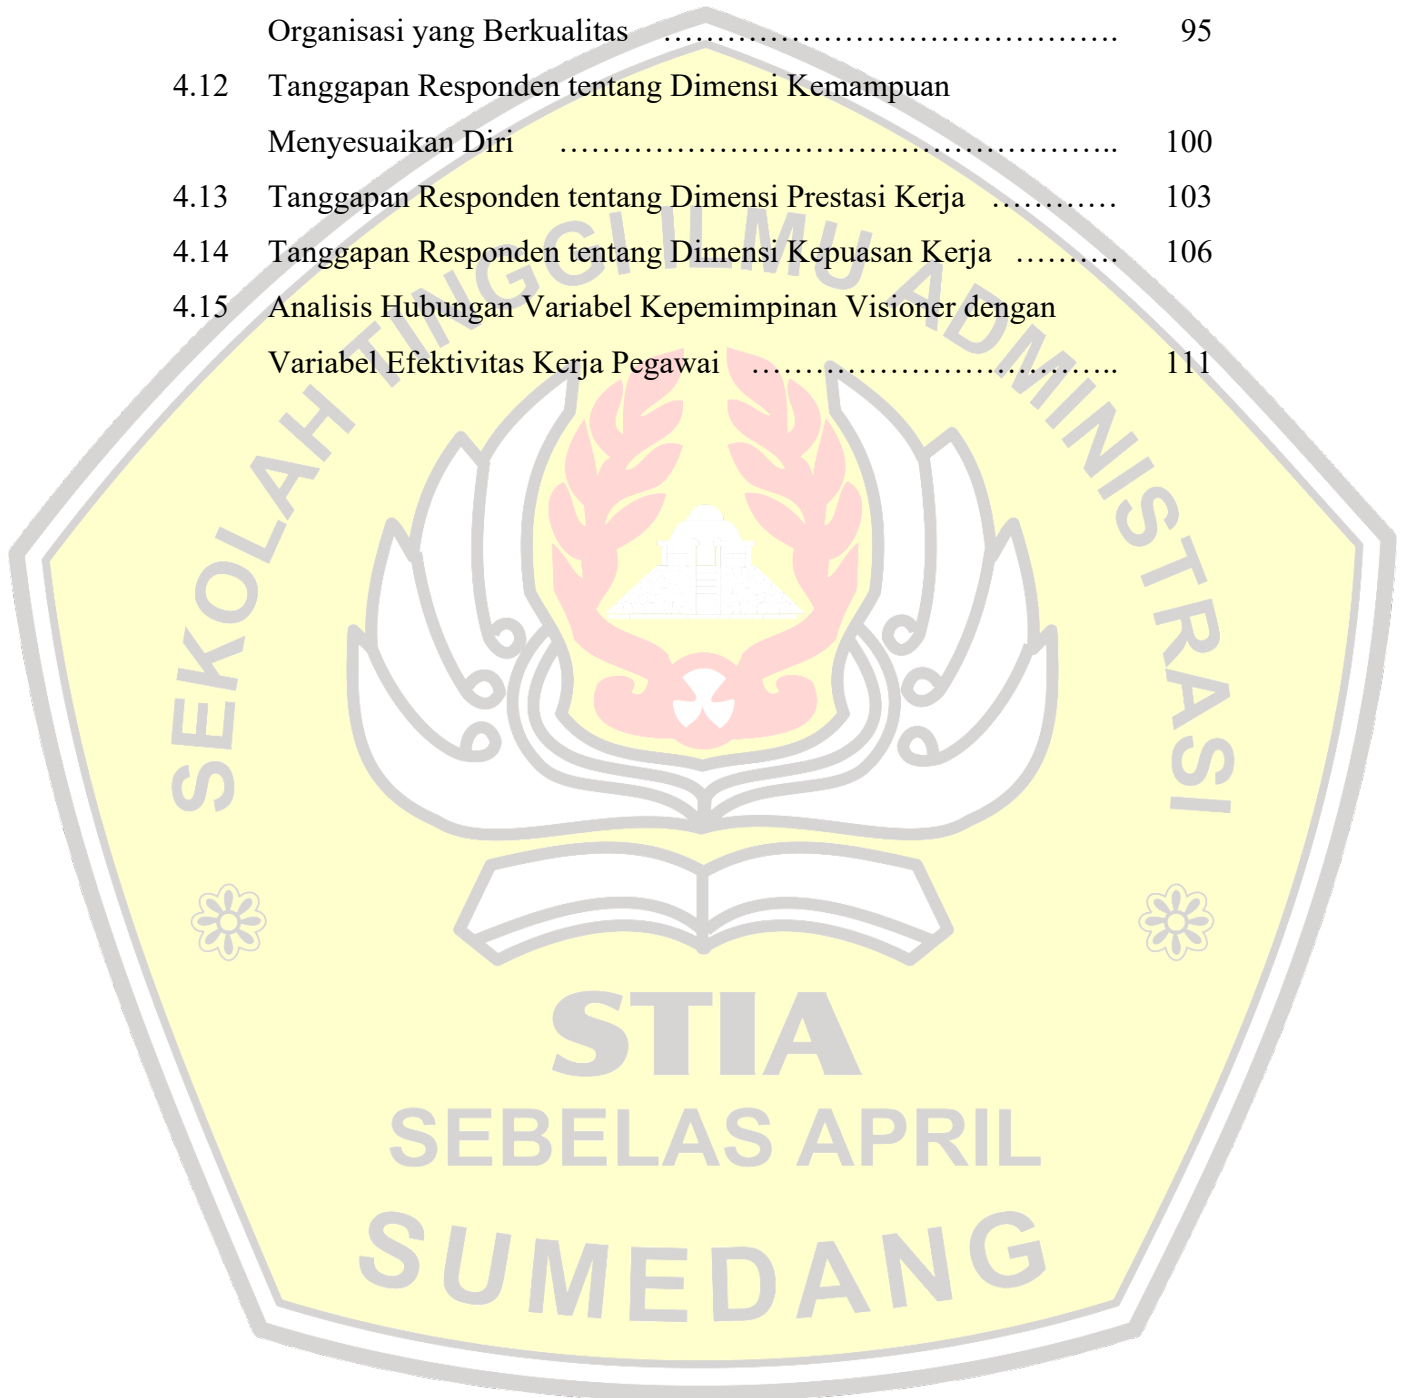 Organisasi yang Berkualitas ……………………………………. 95
4.12 Tanggapan Responden tentang Dimensi Kemampuan
Menyesuaikan Diri …………………………………………….. 100
4.13 Tanggapan Responden tentang Dimensi Prestasi Kerja ………… 103
4.14 Tanggapan Responden tentang Dimensi Kepuasan Kerja ………. 106
4.15 Analisis Hubungan Variabel Kepemimpinan Visioner dengan
Variabel Efektivitas Kerja Pegawai …………………………….. 111
SEKOLAH TINGGI ILMU ADMINISTRASI
STIA
SEBELAS APRIL
SUMEDANG